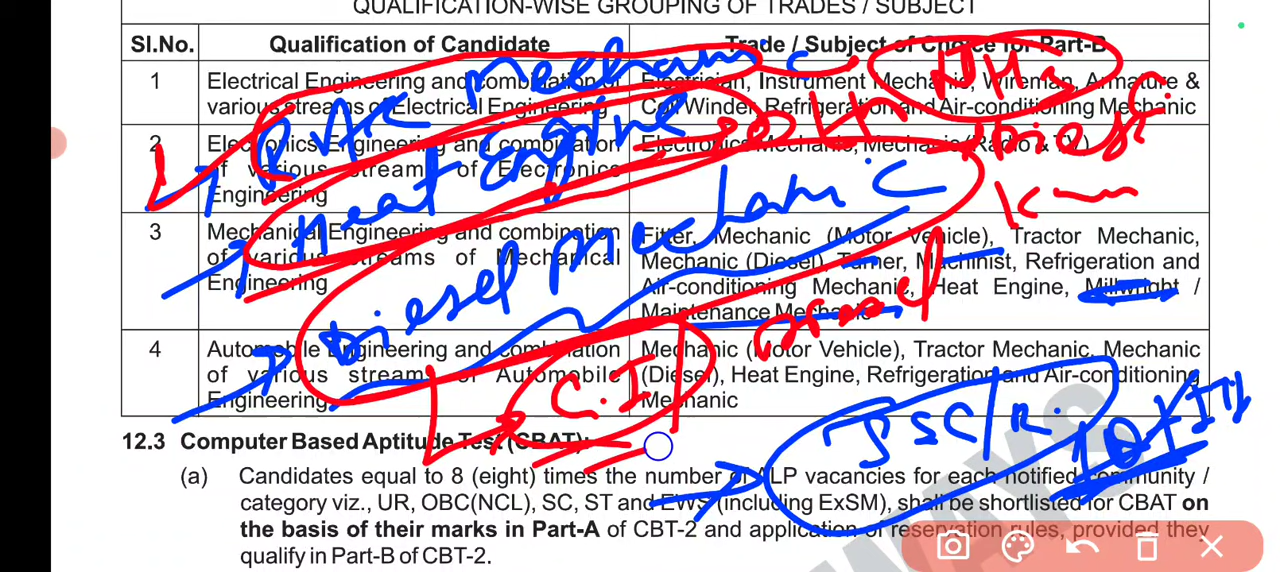 QUALIFICATION-WISE GROUPING OF TRADES / SUBJECT
Sl.No. Qualification of Candidate Trade / Subject of Choice for Part-B
1 Electrical Engineering and combination of various streams of Electrical Engineering
Electrician, Instrument Mechanic, Wireman, Armature & Coil Winder, Refrigeration and Air-conditioning Mechanic
2 Electronics Engineering and combination of various streams of Electronics Engineering
Electronics Mechanic, Mechanic (Radio & TV)
3 Mechanical Engineering and combination of various streams of Mechanical Engineering
Fitter, Mechanic (Motor Vehicle), Tractor Mechanic, Mechanic (Diesel), Turner, Machinist, Refrigeration and Air-conditioning Mechanic, Heat Engine, Millwright / Maintenance Mechanic
4 Automobile Engineering and combination of various streams of Automobile Engineering
Mechanic (Motor Vehicle), Tractor Mechanic, Mechanic (Diesel), Heat Engine, Refrigeration and Air-conditioning Mechanic
RAC Mechanic
Heat Engine
Diesel Mechanic
C.I
12.3 Computer Based Aptitude Test (CBAT):
(a) Candidates equal to 8 (eight) times the number of ALP vacancies for each notified community /
category viz., UR, OBC(NCL), SC, ST and EWS (including ExSM), shall be shortlisted for CBAT on
the basis of their marks in Part-A of CBT-2 and application of reservation rules, provided they
qualify in Part-B of CBT-2.
10+ITI
WAYS